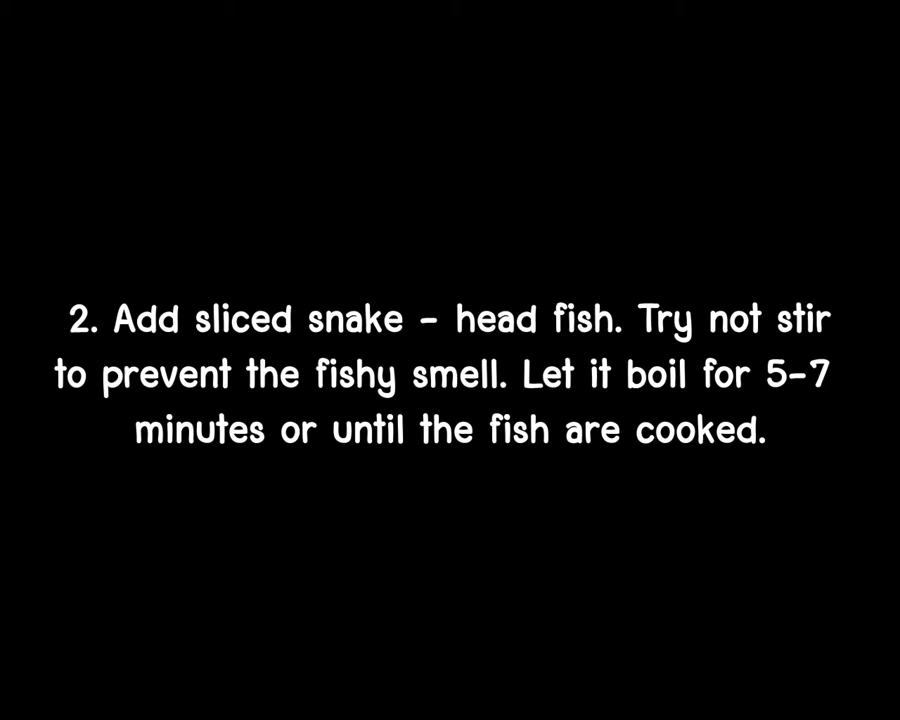 2. Add sliced snake - head fish. Try not stir
to prevent the fishy smell. Let it boil for 5-7
minutes or until the fish are cooked.